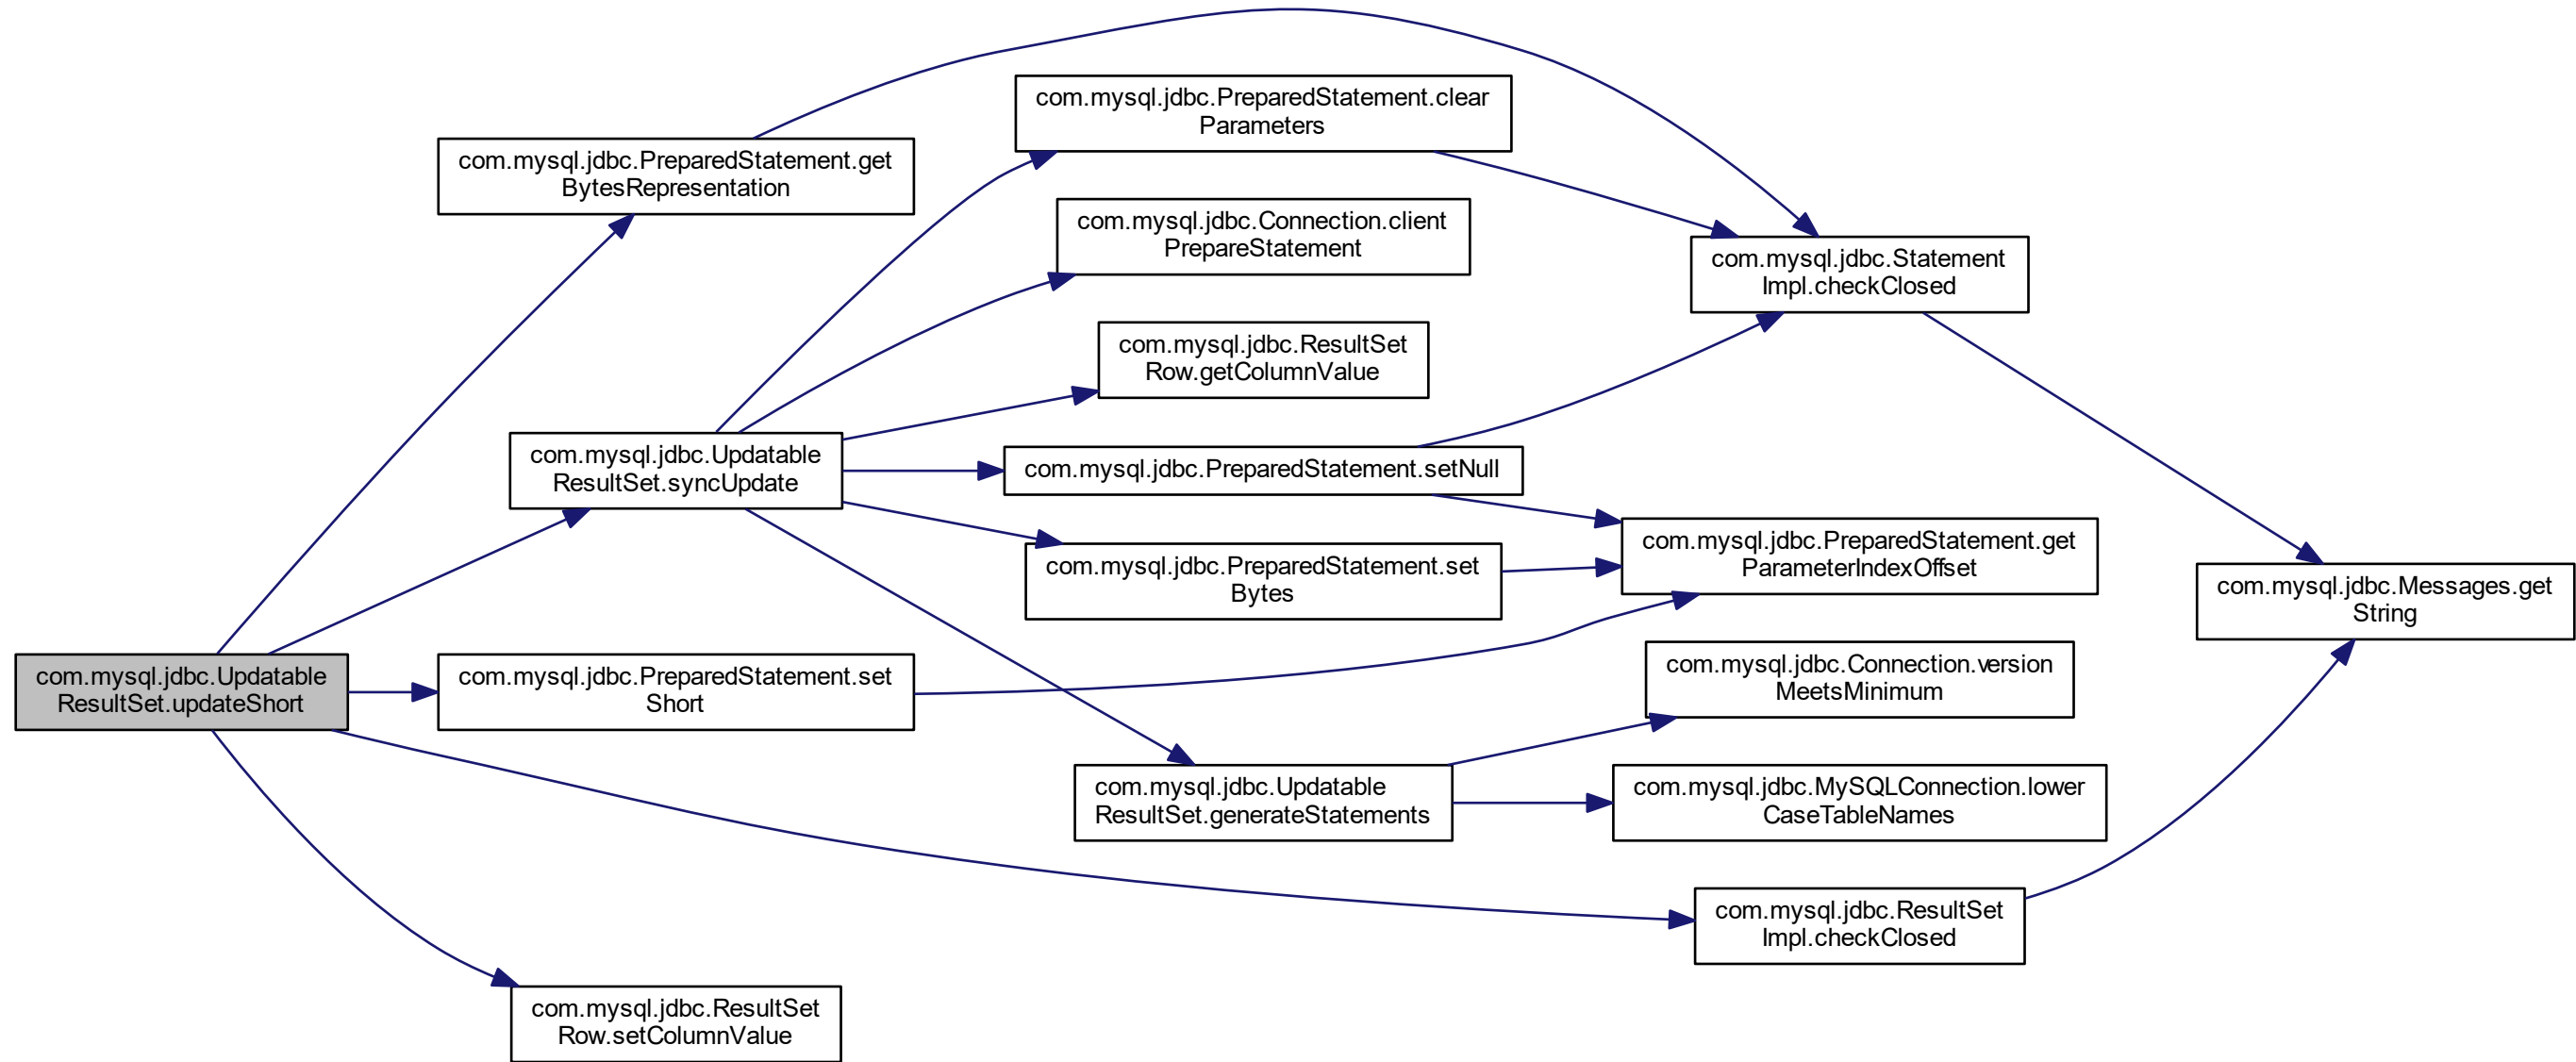 com.mysql.jdbc.PreparedStatement.clear
Parameters
com.mysql.jdbc.PreparedStatement.get
BytesRepresentation
com.mysql.jdbc.Connection.client
PrepareStatement
com.mysql.jdbc.Statement
Impl.checkClosed
com.mysql.jdbc.ResultSet
Row.getColumnValue
com.mysql.jdbc.Updatable
ResultSet.syncUpdate
com.mysql.jdbc.PreparedStatement.setNull
com.mysql.jdbc.PreparedStatement.get
ParameterIndexOffset
com.mysql.jdbc.PreparedStatement.set
Bytes
com.mysql.jdbc.Messages.get
String
com.mysql.jdbc.Updatable
ResultSet.updateShort
com.mysql.jdbc.PreparedStatement.set
Short
com.mysql.jdbc.Connection.version
MeetsMinimum
com.mysql.jdbc.Updatable
ResultSet.generateStatements
com.mysql.jdbc.MySQLConnection.lower
CaseTableNames
com.mysql.jdbc.ResultSet
Impl.checkClosed
com.mysql.jdbc.ResultSet
Row.setColumnValue